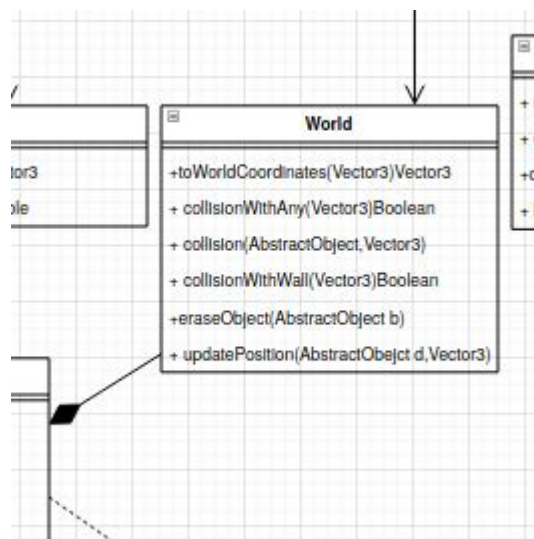 World
+toWorldCoordinates(Vector3)Vector3
+ collisionWithAny(Vector3)Boolean
+ collision(AbstractObject,Vector3)
+ collisionWithWall(Vector3)Boolean
+eraseObject(AbstractObject b)
+ updatePosition(AbstractObejct d,Vector3)